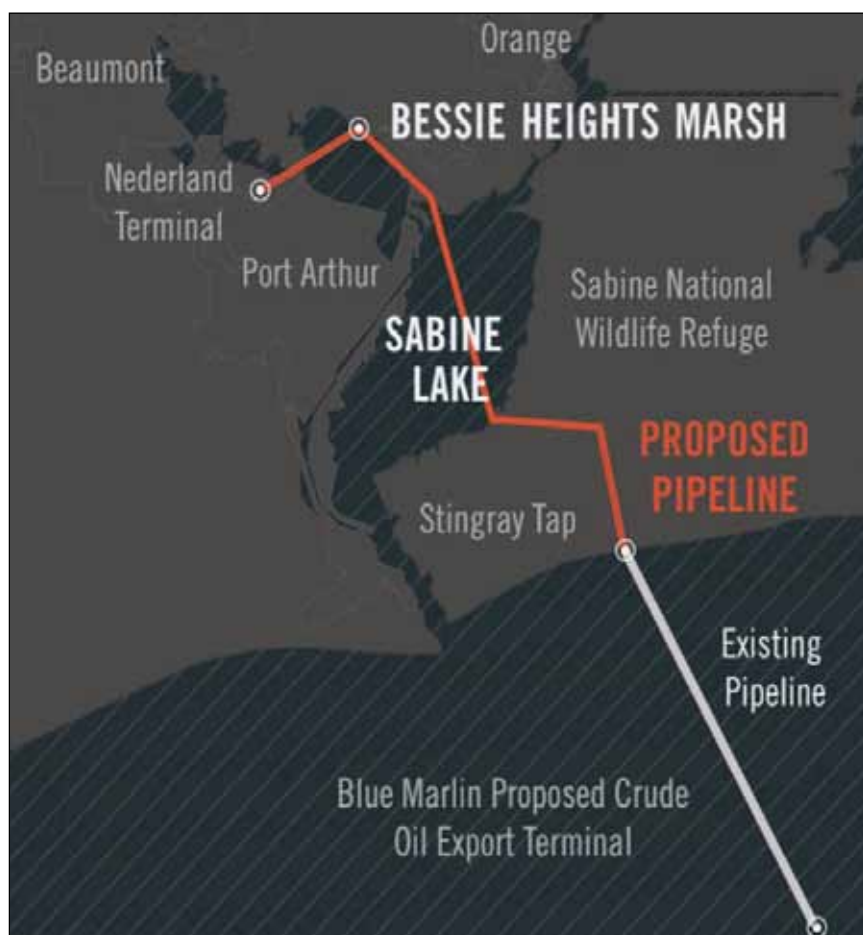 Orange
Beaumont
BESSIE HEIGHTS MARSH
Nederland
Terminal
Port Arthur
Sabine National
Wildlife Refuge
SABINE
LAKE
PROPOSED
PIPELINE
Stingray Tap
Existing
Pipeline
Blue Marlin Proposed Crude
Oil Export Terminal